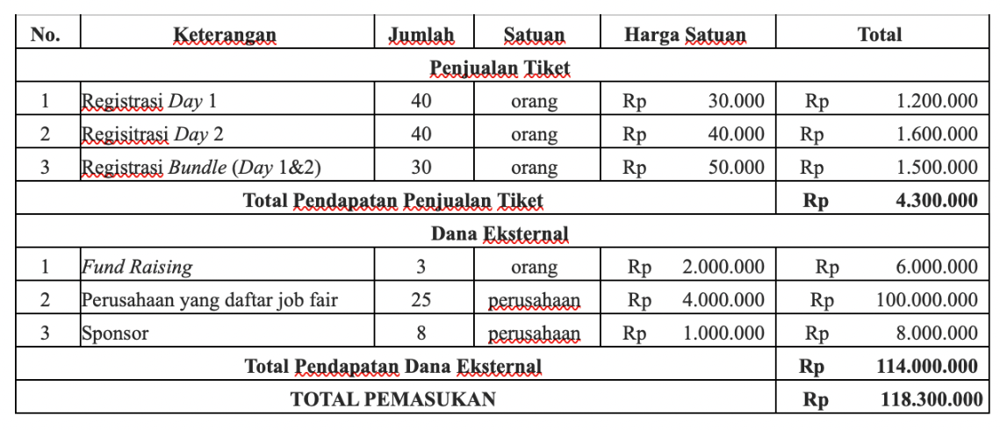 No. Keterangan Jumlah Satuan Harga Satuan Total
Penjualan Tiket
1 Registrasi Day 1 40 orang Rp 30.000 Rp 1.200.000
2 Regisitrasi Day 2 40 orang Rp 40.000 Rp 1.600.000
3 Registrasi Bundle (Day 1&2) 30 orang Rp 50.000 Rp 1.500.000
Total Pendapatan Penjualan Tiket Rp 4.300.000
Dana Eksternal
1 Fund Raising 3 orang Rp 2.000.000 Rp 6.000.000
2 Perusahaan yang daftar job fair 25 perusahaan Rp 4.000.000 Rp 100.000.000
3 Sponsor 8 perusahaan Rp 1.000.000 Rp 8.000.000
Total Pendapatan Dana Eksternal Rp 114.000.000
TOTAL PEMASUKAN Rp 118.300.000